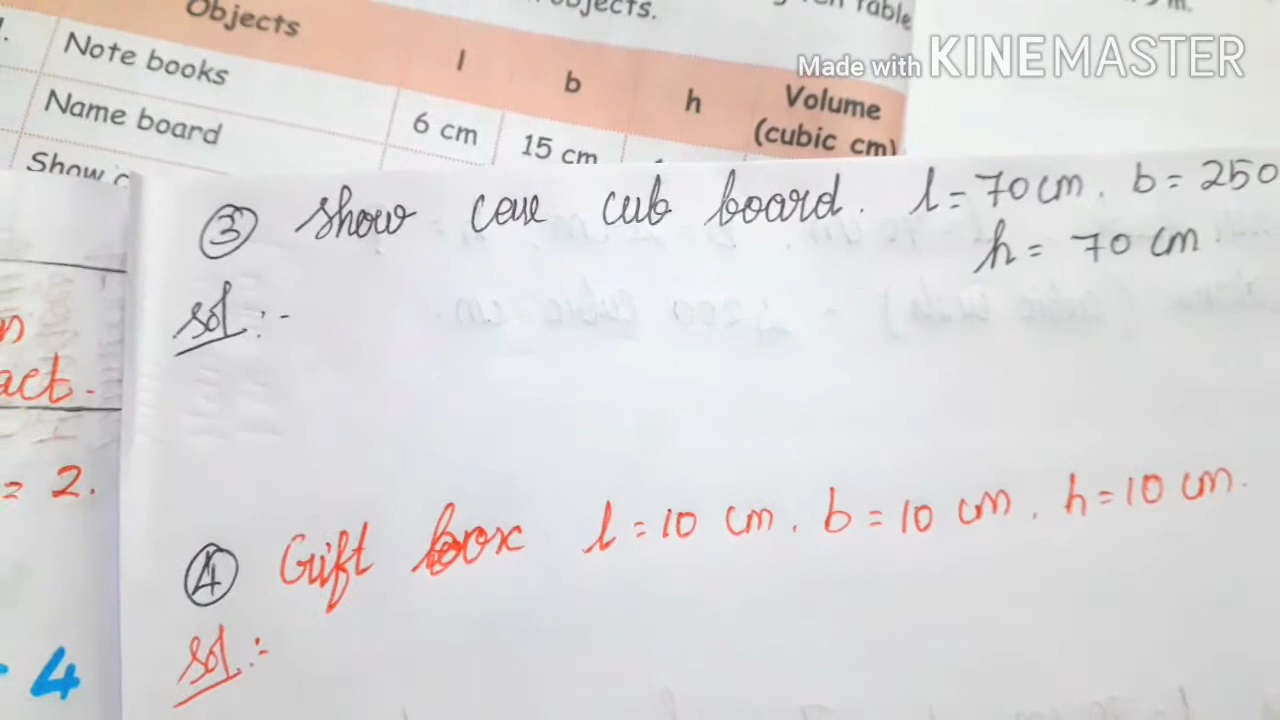 objects.
Table
Made with KINEMASTER
Objects l b h Volume
(cubic cm)
Note books 6 cm 15 cm
Name board
Show c
③ Show case cub board. l = 70 cm. b = 250
h = 70 cm
Sol :-
④ Gift box l = 10 cm. b = 10 cm. h = 10 cm.
Sol :-
act.
= 2.
4